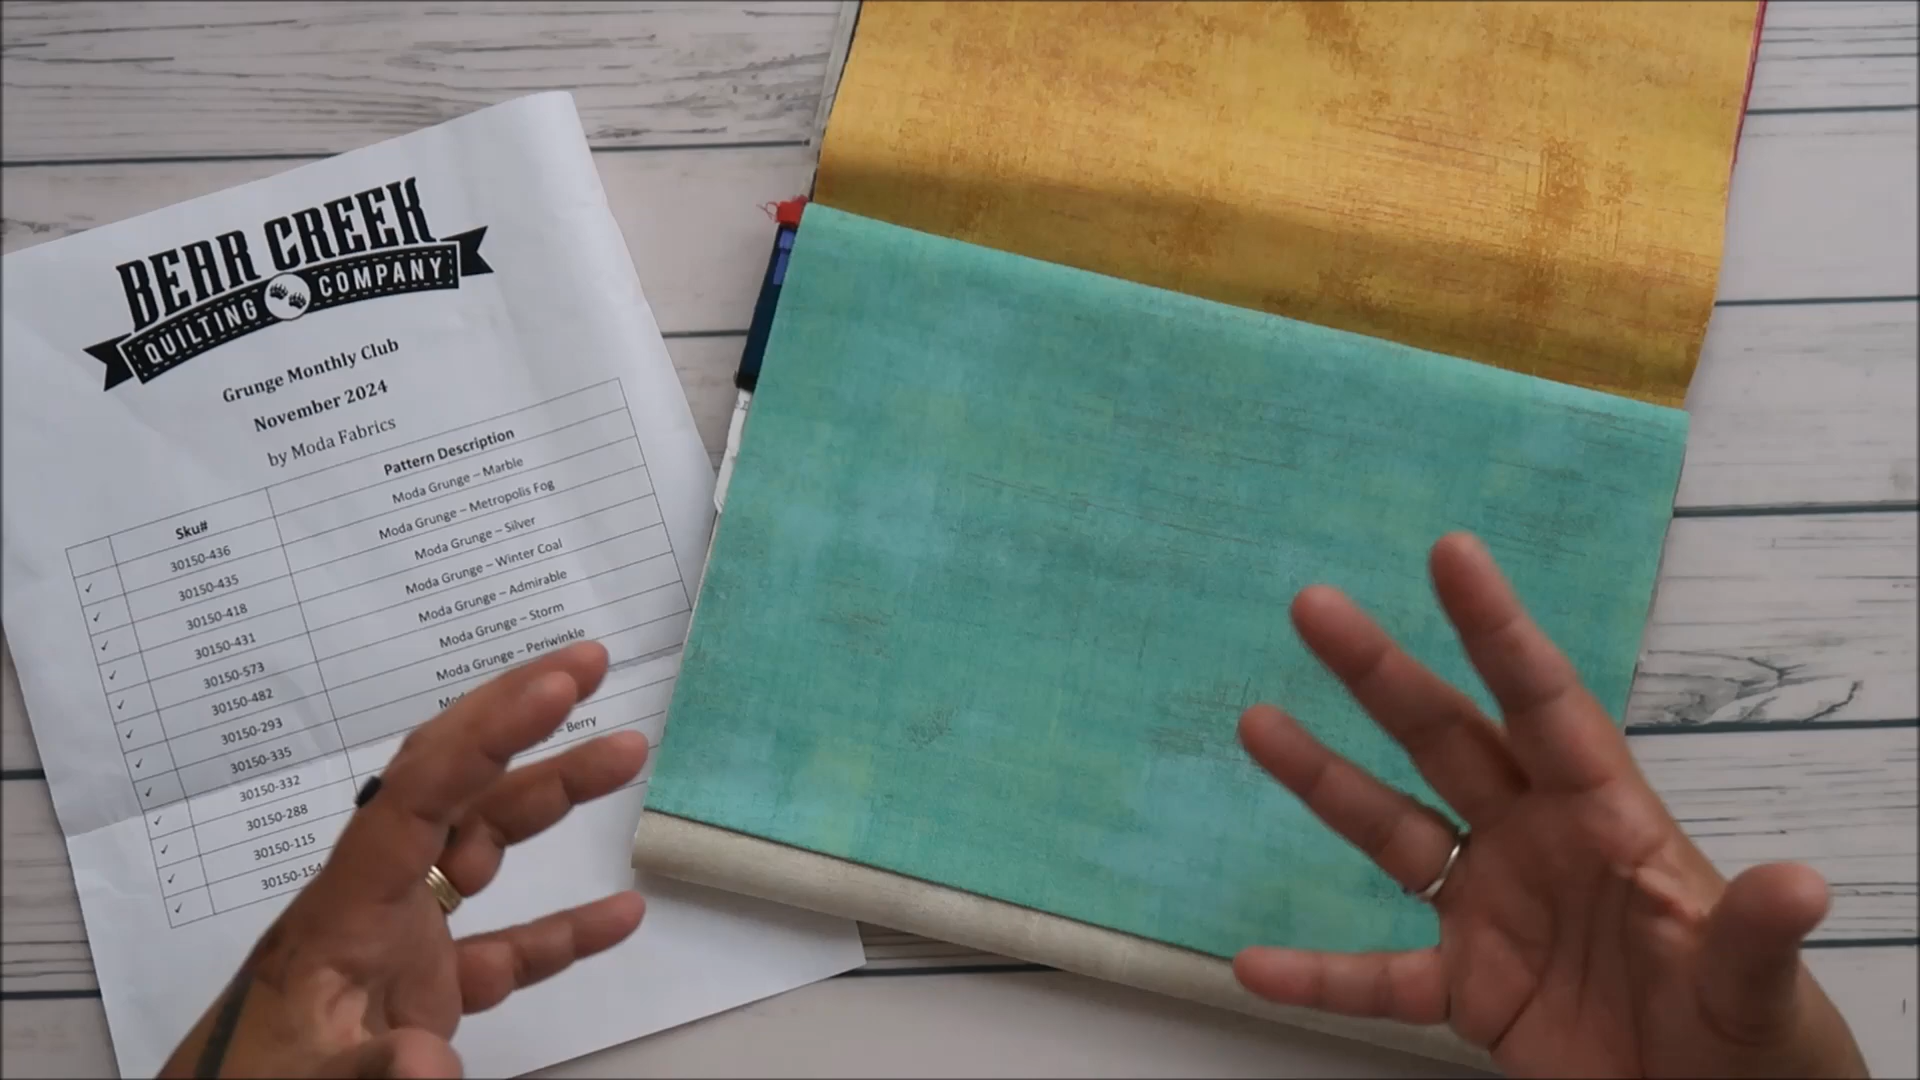 BEAR CREEK
QUILTING COMPANY
Grunge Monthly Club
November 2024
by Moda Fabrics
Sku# Pattern Description
✓ 30150-436 Moda Grunge – Marble
✓ 30150-435 Moda Grunge – Metropolis Fog
✓ 30150-418 Moda Grunge – Silver
✓ 30150-431 Moda Grunge – Winter Coal
✓ 30150-573 Moda Grunge – Admirable
✓ 30150-482 Moda Grunge – Storm
✓ 30150-293 Moda Grunge – Periwinkle
✓ 30150-335
✓ 30150-332
✓ 30150-288 – Berry
✓ 30150-115
✓ 30150-154